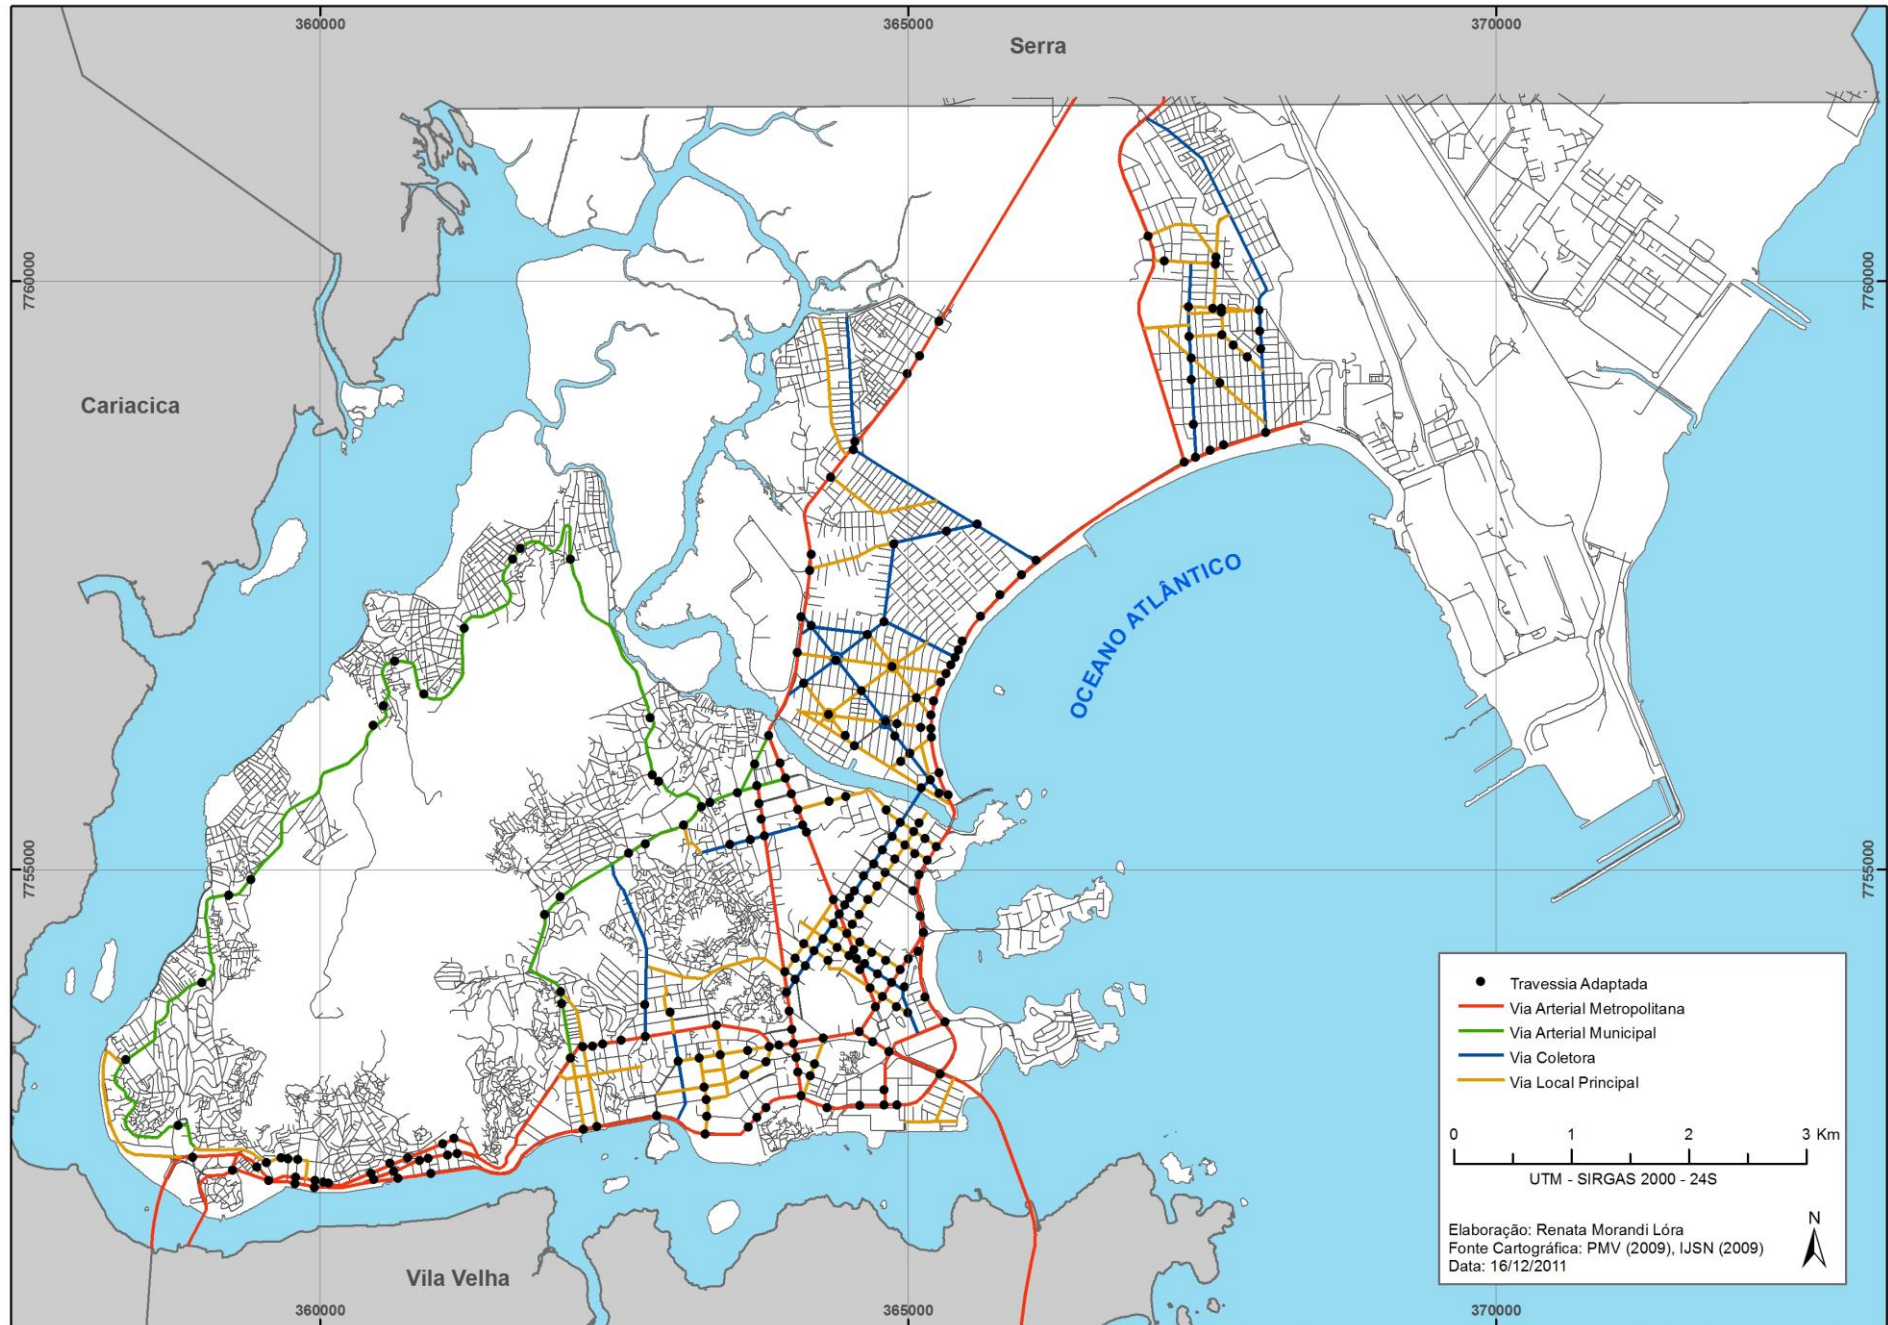 360000
365000
370000
Serra
7760000
7760000
Cariacica
OCEANO ATLÂNTICO
7755000
7755000
Travessia Adaptada
Via Arterial Metropolitana
Via Arterial Municipal
Via Coletora
Via Local Principal
0 1 2 3 Km
UTM - SIRGAS 2000 - 24S
N
Elaboração: Renata Morandi Lóra
Fonte Cartográfica: PMV (2009), IJSN (2009)
Data: 16/12/2011
Vila Velha
360000
365000
370000